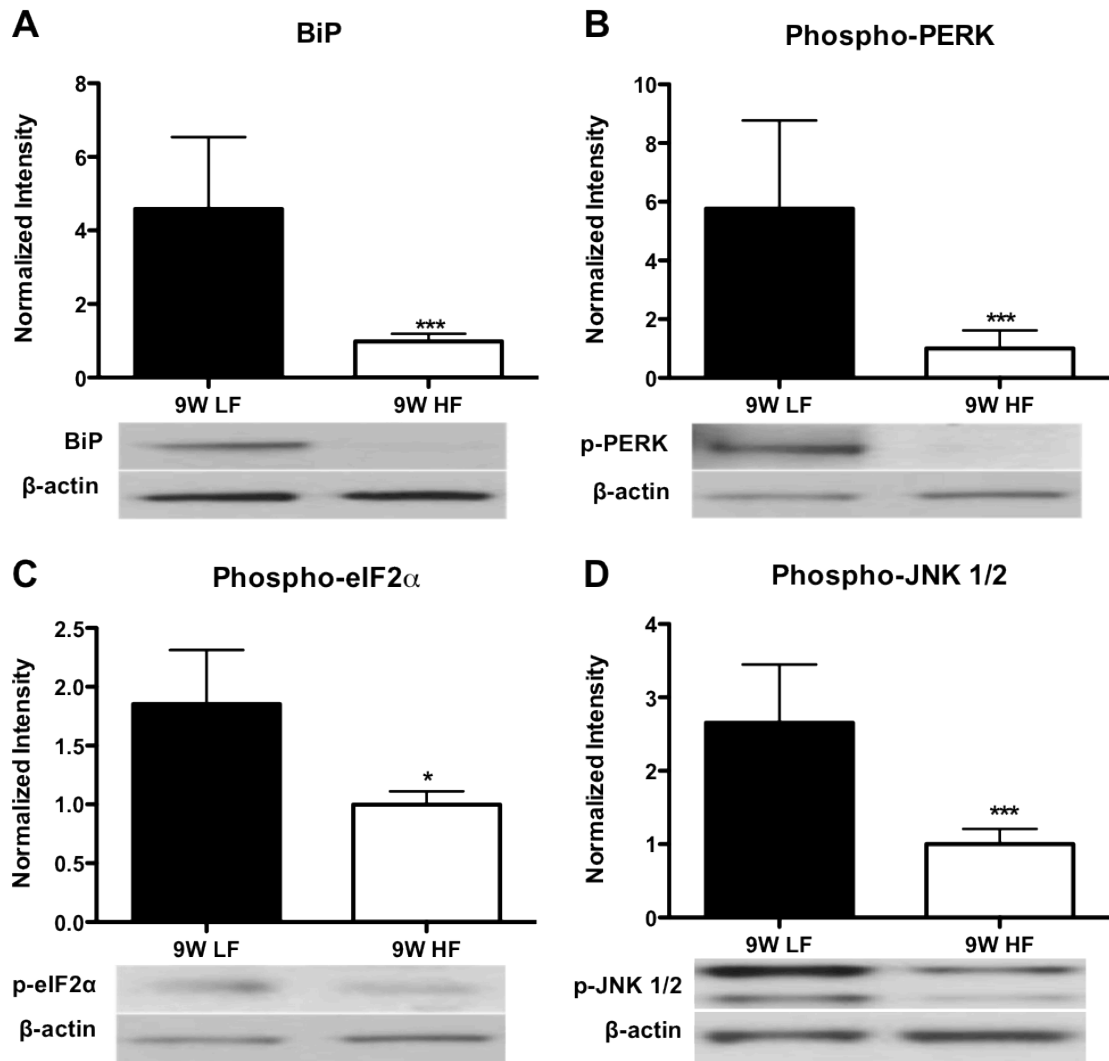 A
BiP
Normalized Intensity
8
6
4
2
0
***
9W LF
9W HF
BiP
β-actin
B
Phospho-PERK
Normalized Intensity
10
8
6
4
2
0
***
9W LF
9W HF
p-PERK
β-actin
C
Phospho-eIF2α
Normalized Intensity
2.5
2.0
1.5
1.0
0.5
0.0
*
9W LF
9W HF
p-eIF2α
β-actin
D
Phospho-JNK 1/2
Normalized Intensity
4
3
2
1
0
***
9W LF
9W HF
p-JNK 1/2
β-actin